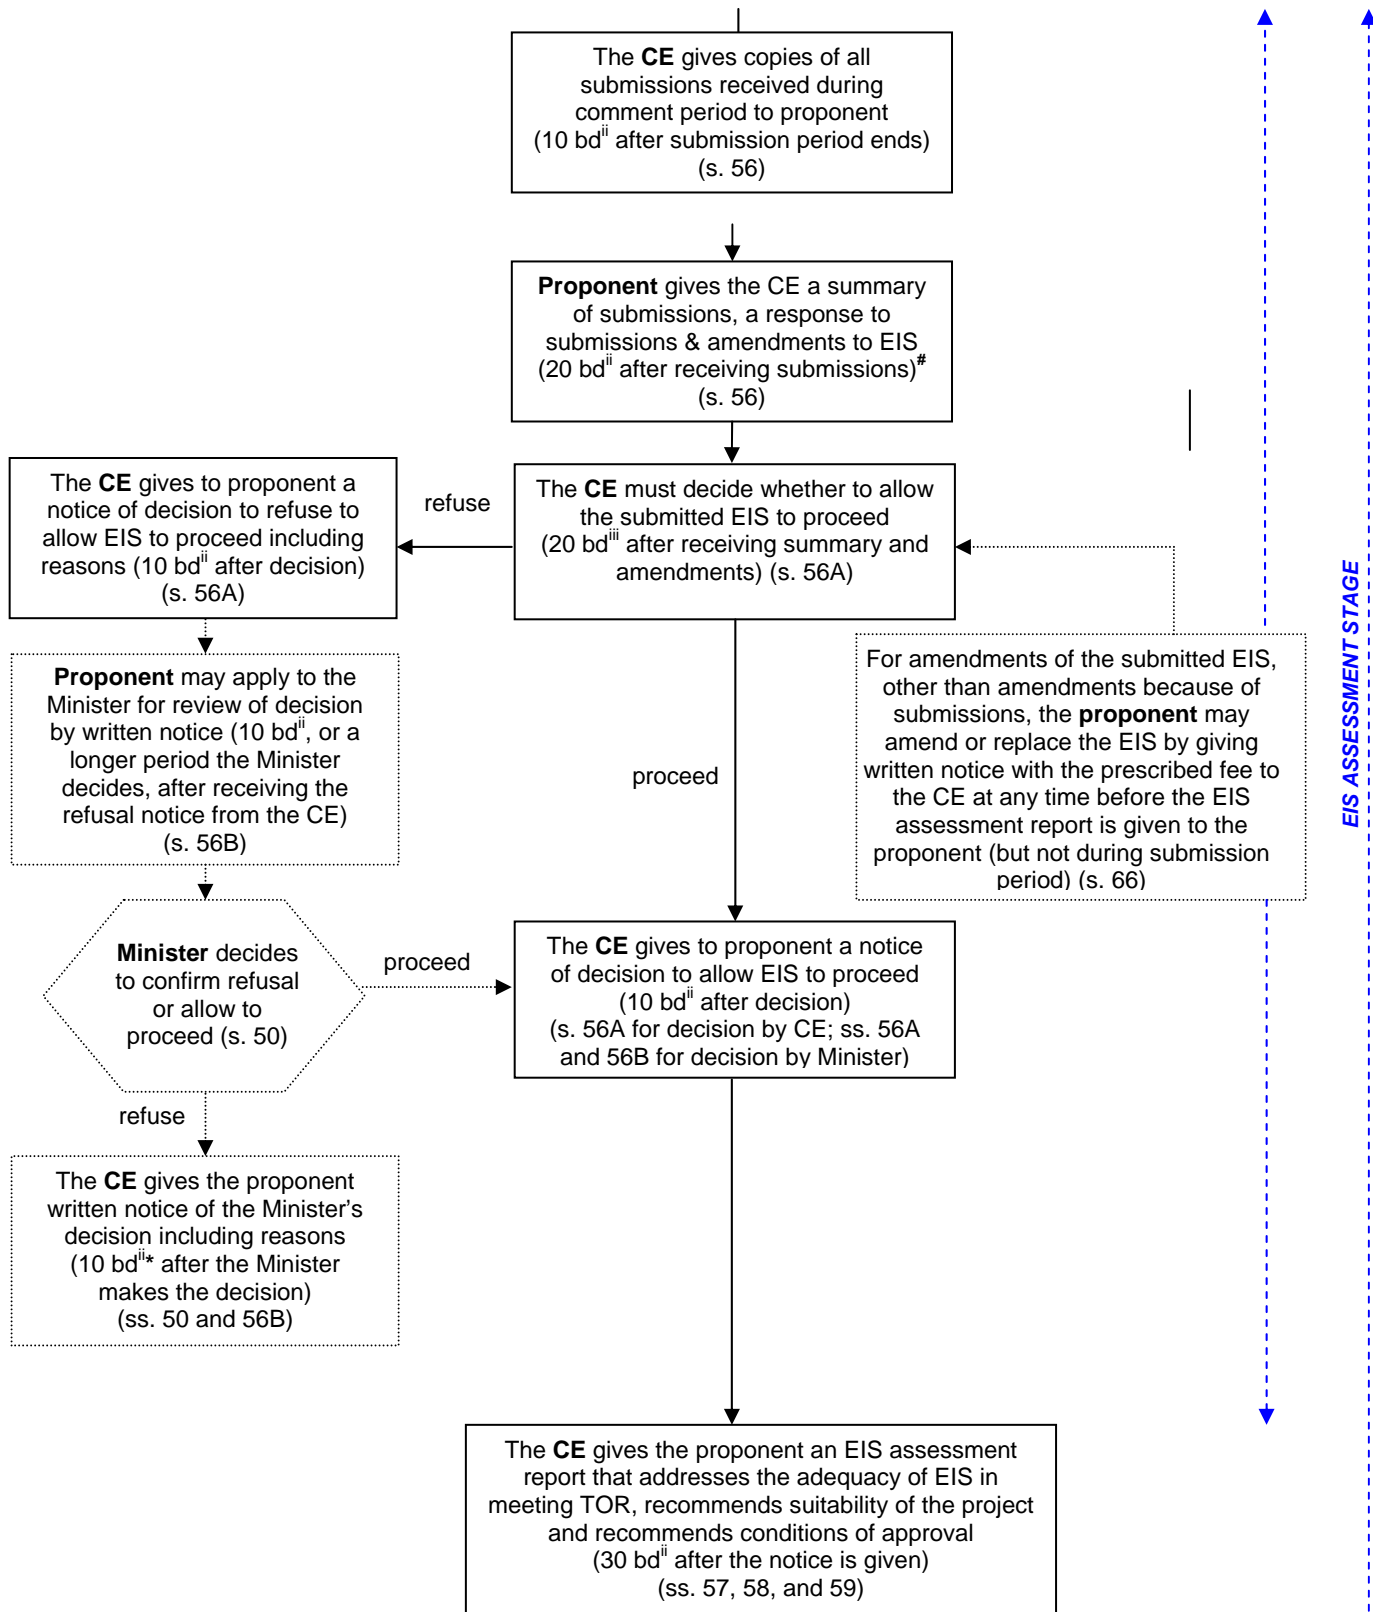 The CE gives copies of all
submissions received during
comment period to proponent
(10 bdii after submission period ends)
(s. 56)
Proponent gives the CE a summary
of submissions, a response to
submissions & amendments to EIS
(20 bdii after receiving submissions)#
(s. 56)
The CE gives to proponent a
notice of decision to refuse to
allow EIS to proceed including
reasons (10 bdii after decision)
(s. 56A)
refuse
The CE must decide whether to allow
the submitted EIS to proceed
(20 bdiii after receiving summary and
amendments) (s. 56A)
Proponent may apply to the
Minister for review of decision
by written notice (10 bdii, or a
longer period the Minister
decides, after receiving the
refusal notice from the CE)
(s. 56B)
proceed
For amendments of the submitted EIS,
other than amendments because of
submissions, the proponent may
amend or replace the EIS by giving
written notice with the prescribed fee to
the CE at any time before the EIS
assessment report is given to the
proponent (but not during submission
period) (s. 66)
EIS ASSESSMENT STAGE
Minister decides
to confirm refusal
or allow to
proceed (s. 50)
proceed
The CE gives to proponent a notice
of decision to allow EIS to proceed
(10 bdii after decision)
(s. 56A for decision by CE; ss. 56A
and 56B for decision by Minister)
refuse
The CE gives the proponent
written notice of the Minister's
decision including reasons
(10 bdii* after the Minister
makes the decision)
(ss. 50 and 56B)
The CE gives the proponent an EIS assessment
report that addresses the adequacy of EIS in
meeting TOR, recommends suitability of the project
and recommends conditions of approval
(30 bdii after the notice is given)
(ss. 57, 58, and 59)